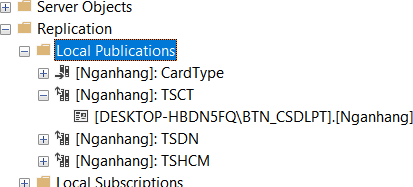 Server Objects
Replication
Local Publications
[Nganhang]: CardType
[Nganhang]: TSCT
[DESKTOP-HBDN5FQ\BTN_CSDLPT].[Nganhang]
[Nganhang]: TSDN
[Nganhang]: TSHCM
Local Subscriptions